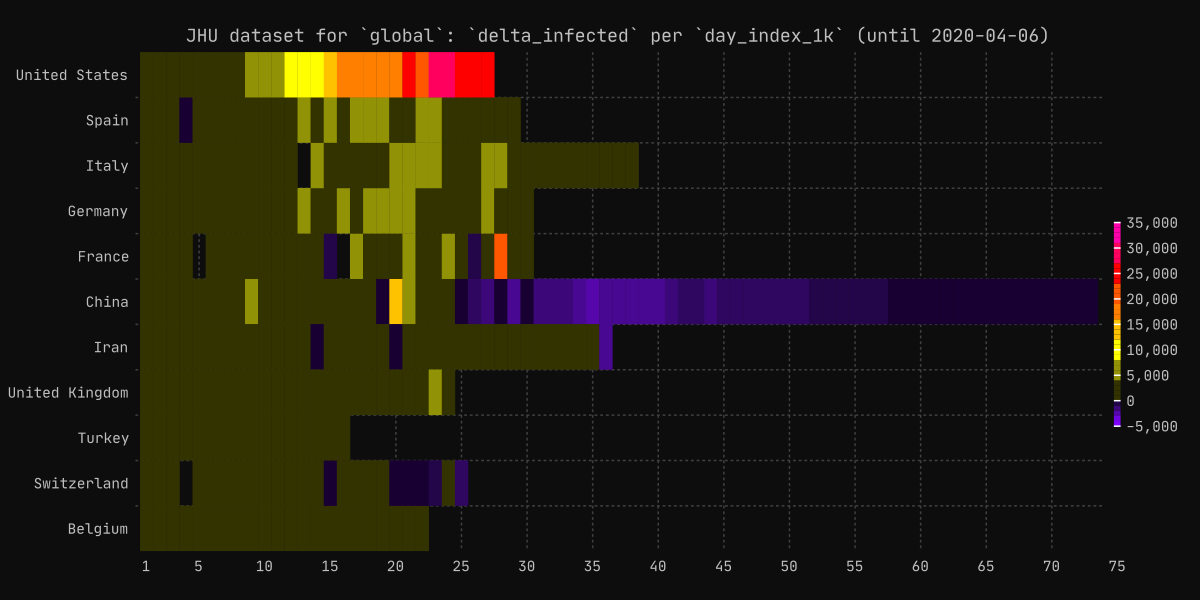 JHU dataset for `global`: `delta_infected` per `day_index_1k` (until 2020-04-06)
United States
Spain
Italy
Germany
France
China
Iran
United Kingdom
Turkey
Switzerland
Belgium
1 5 10 15 20 25 30 35 40 45 50 55 60 65 70 75
35,000
30,000
25,000
20,000
15,000
10,000
5,000
0
-5,000